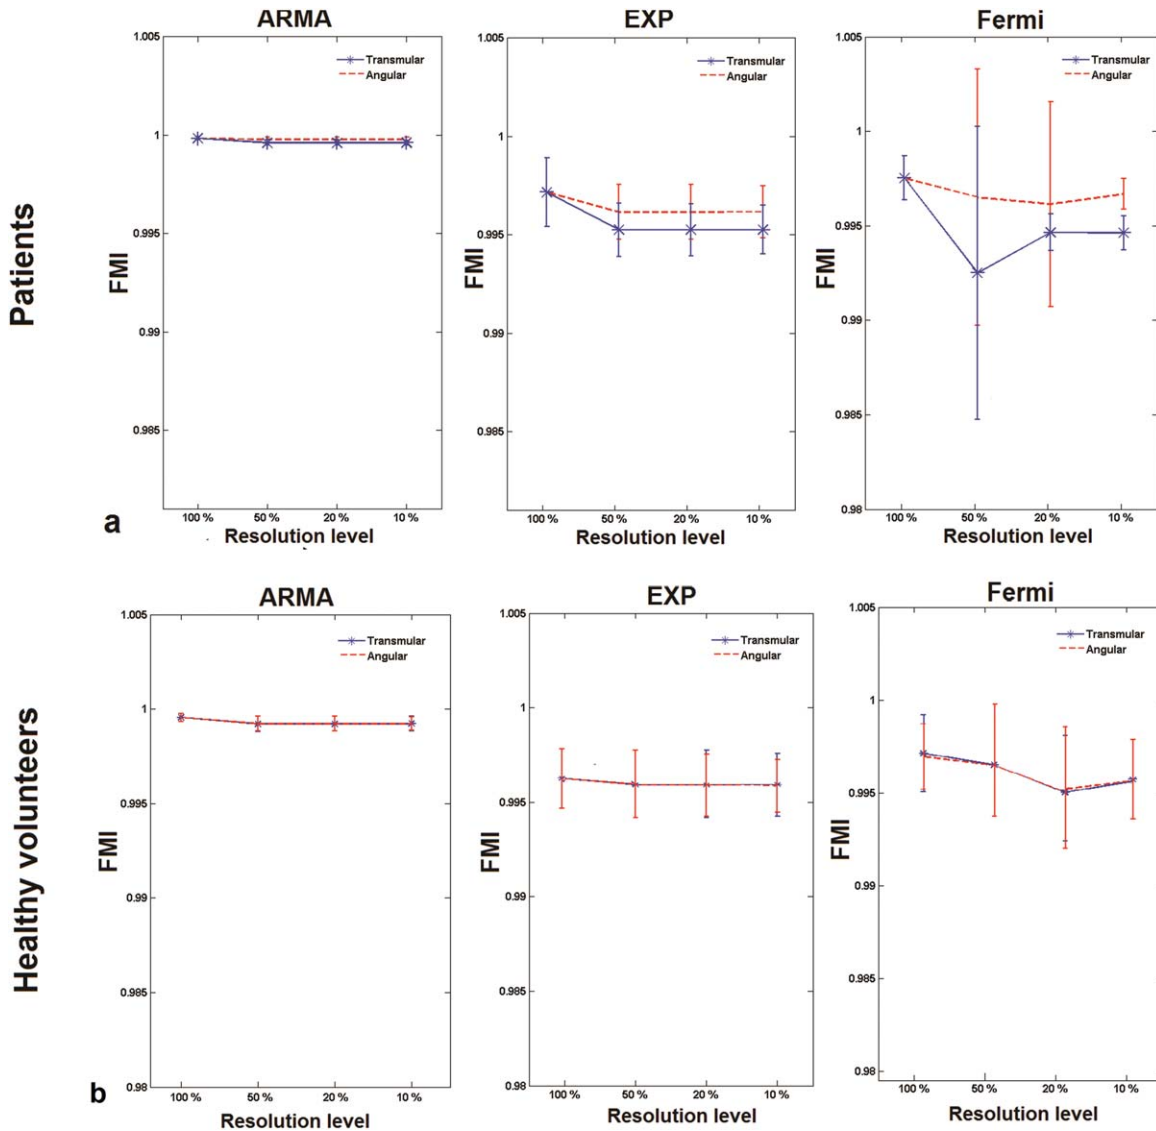 ARMA
EXP
Fermi
Patients
1.005
1
0.995
0.99
0.985
FMI
Transmular
Angular
100 % 50 % 20 % 10 %
Resolution level
1.005
1
0.995
0.99
0.985
FMI
Transmular
Angular
100 % 50 % 20 % 10 %
Resolution level
1.005
1
0.995
0.99
0.985
0.98
FMI
Transmular
Angular
100 % 50 % 20 % 10 %
Resolution level
a
ARMA
EXP
Fermi
Healthy volunteers
1.005
1
0.995
0.99
0.985
0.98
FMI
Transmular
Angular
100 % 50 % 20 % 10 %
Resolution level
1.005
1
0.995
0.99
0.985
0.98
FMI
Transmular
Angular
100 % 50 % 20 % 10 %
Resolution level
1.005
1
0.995
0.99
0.985
0.98
FMI
Transmular
Angular
100 % 50 % 20 % 10 %
Resolution level
b